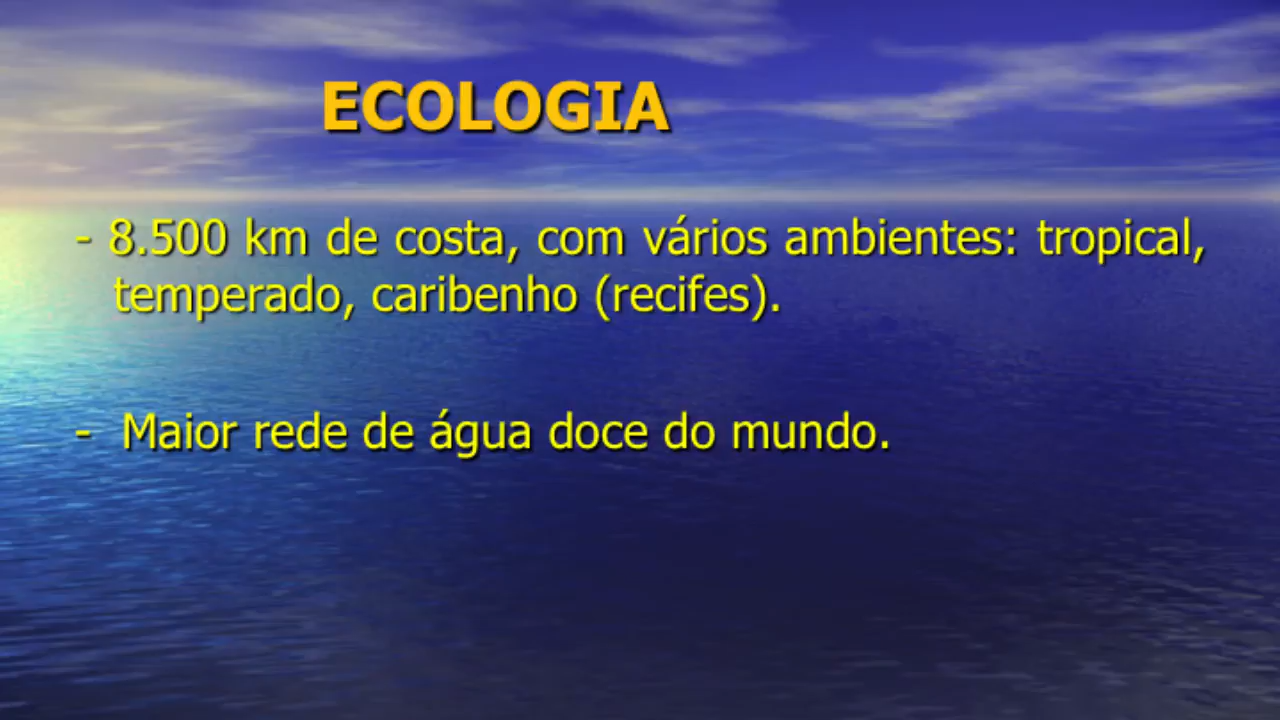 ECOLOGIA
- 8.500 km de costa, com vários ambientes: tropical,
temperado, caribenho (recifes).
- Maior rede de água doce do mundo.